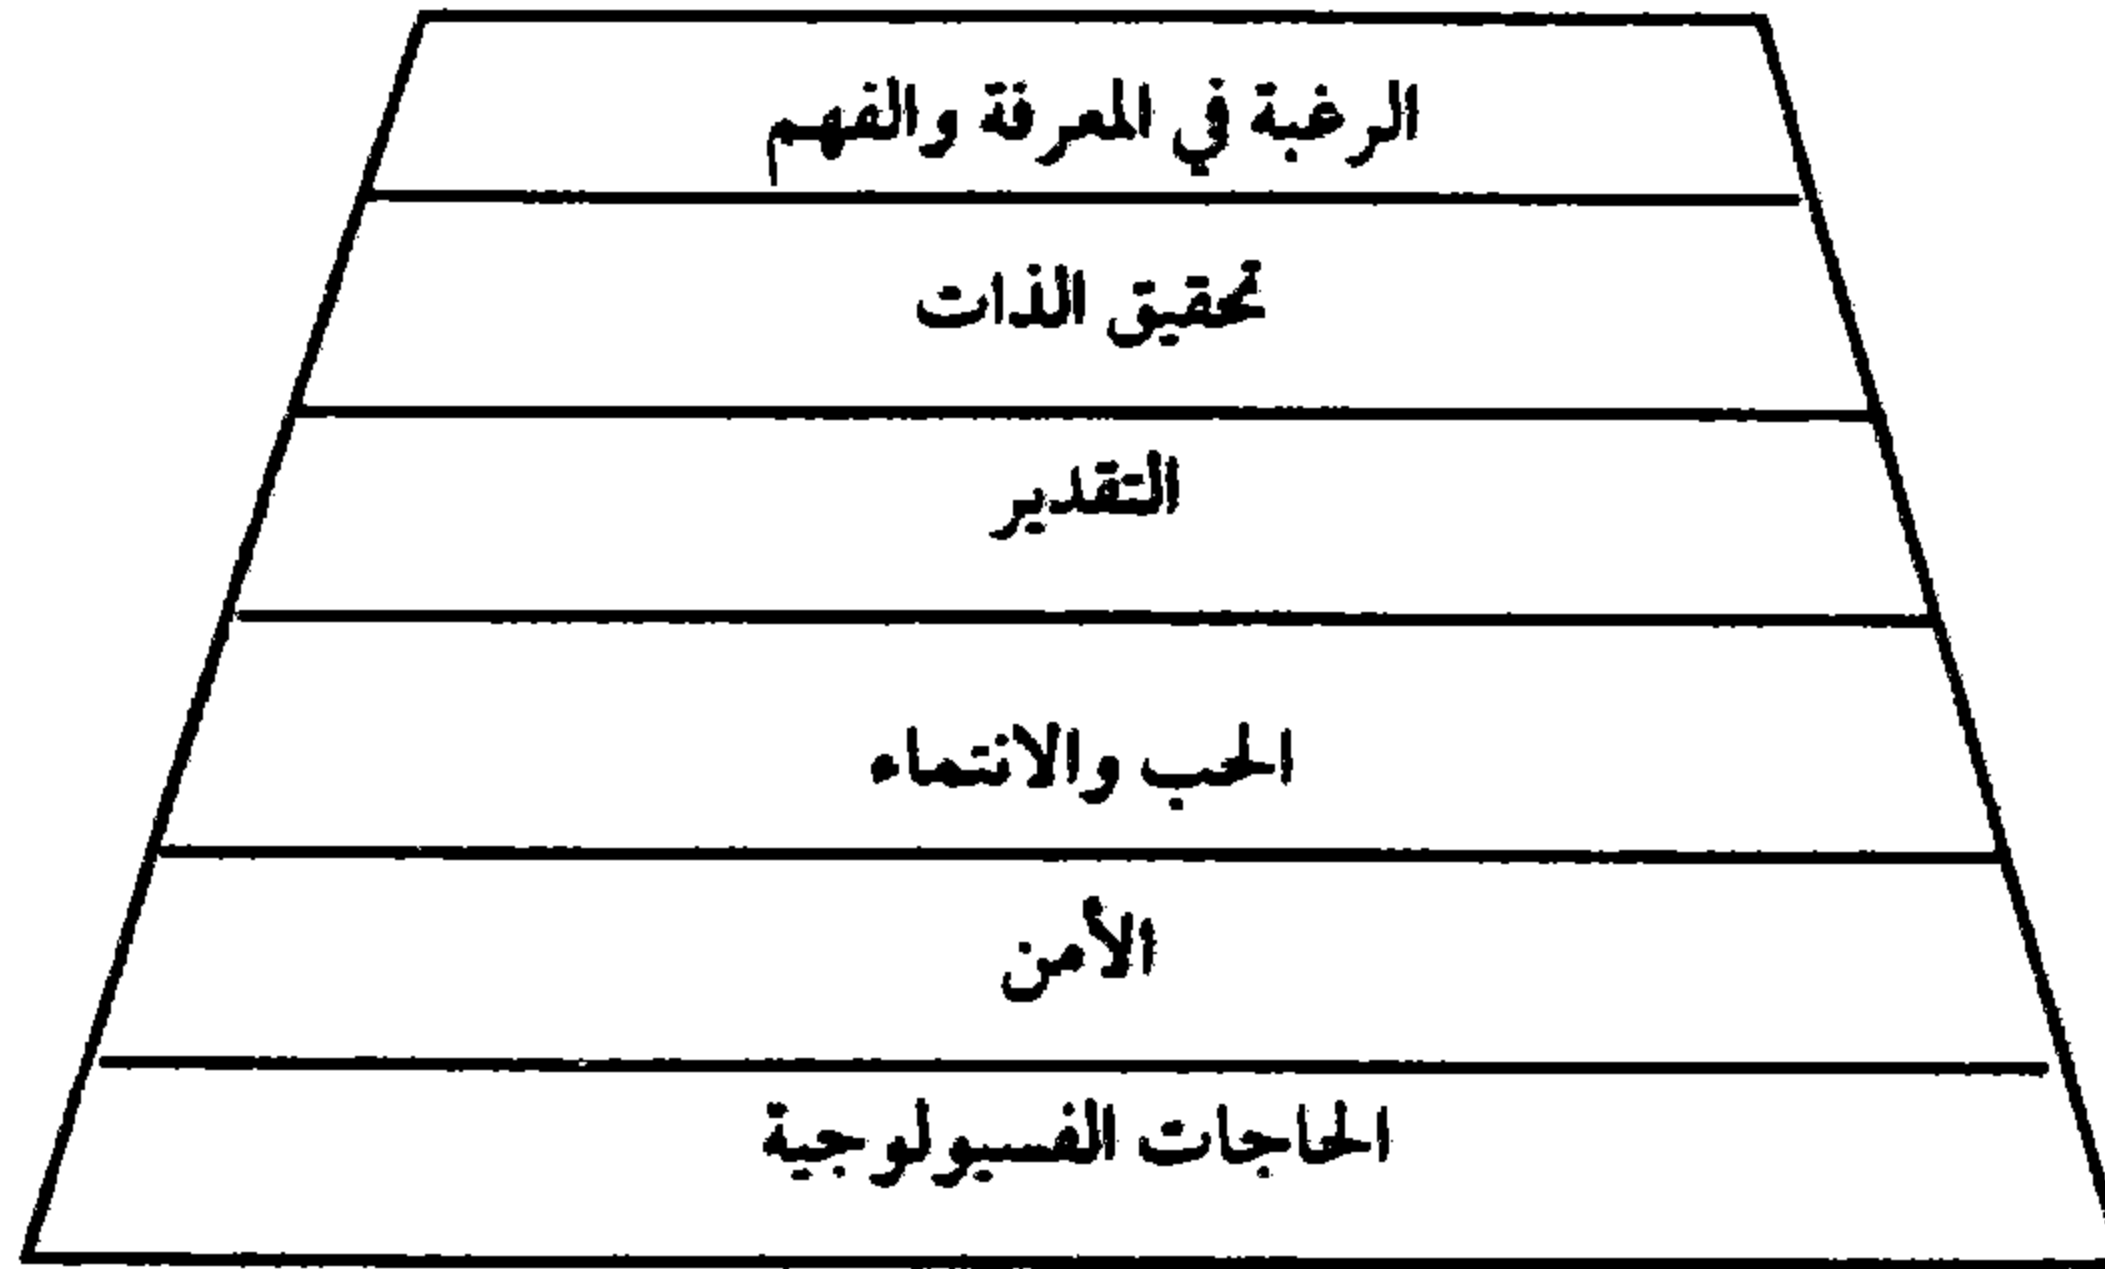 الرغبة في المعرفة والفهم
تحقيق الذات
التقدير
الحب والانتماء
الأمن
الحاجات الفسيولوجية